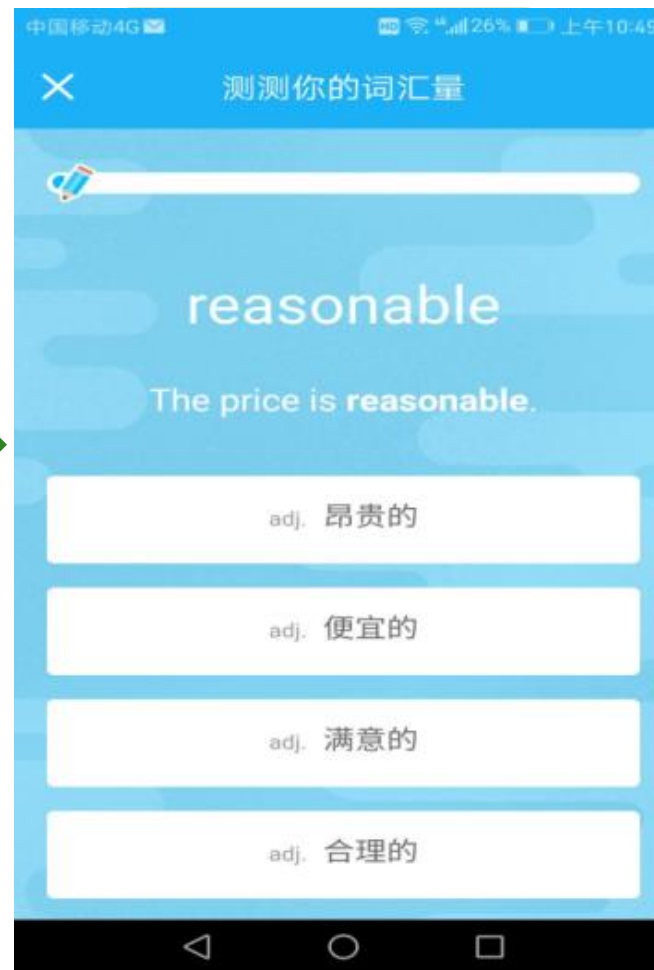 中国移动4G HD 4G 26% 上午10:49
测测你的词汇量
reasonable
The price is reasonable.
adj. 昂贵的
adj. 便宜的
adj. 满意的
adj. 合理的